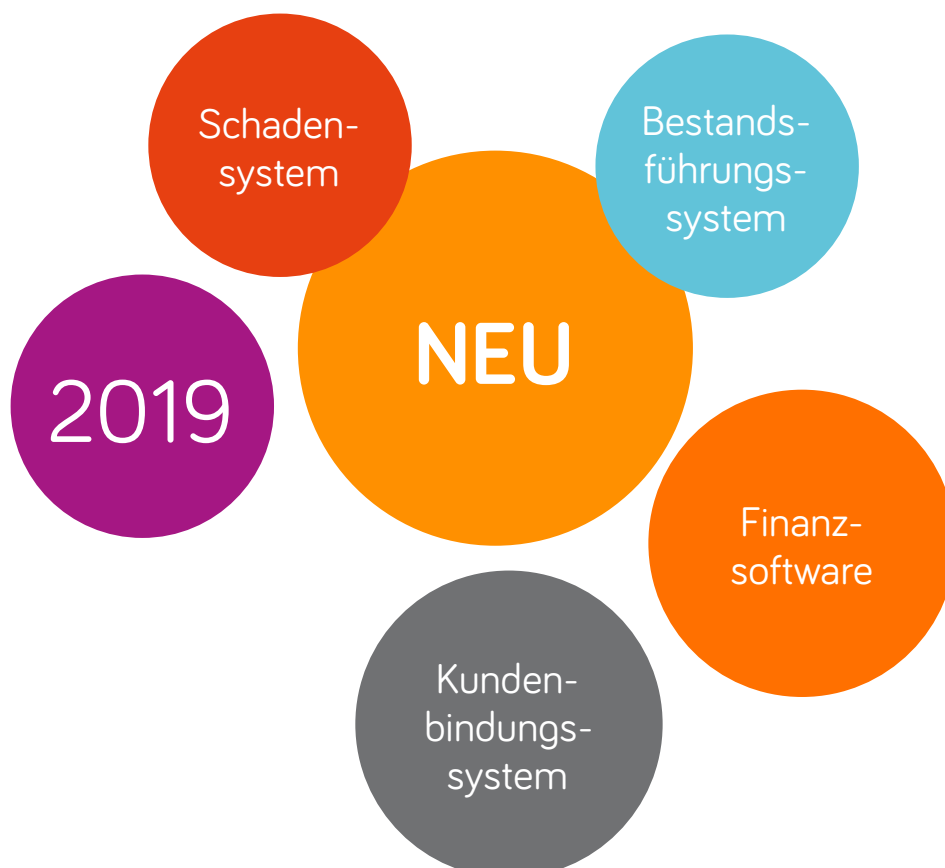 Schaden-
system
Bestands-
führungs-
system
NEU
2019
Finanz-
software
Kunden-
bindungs-
system